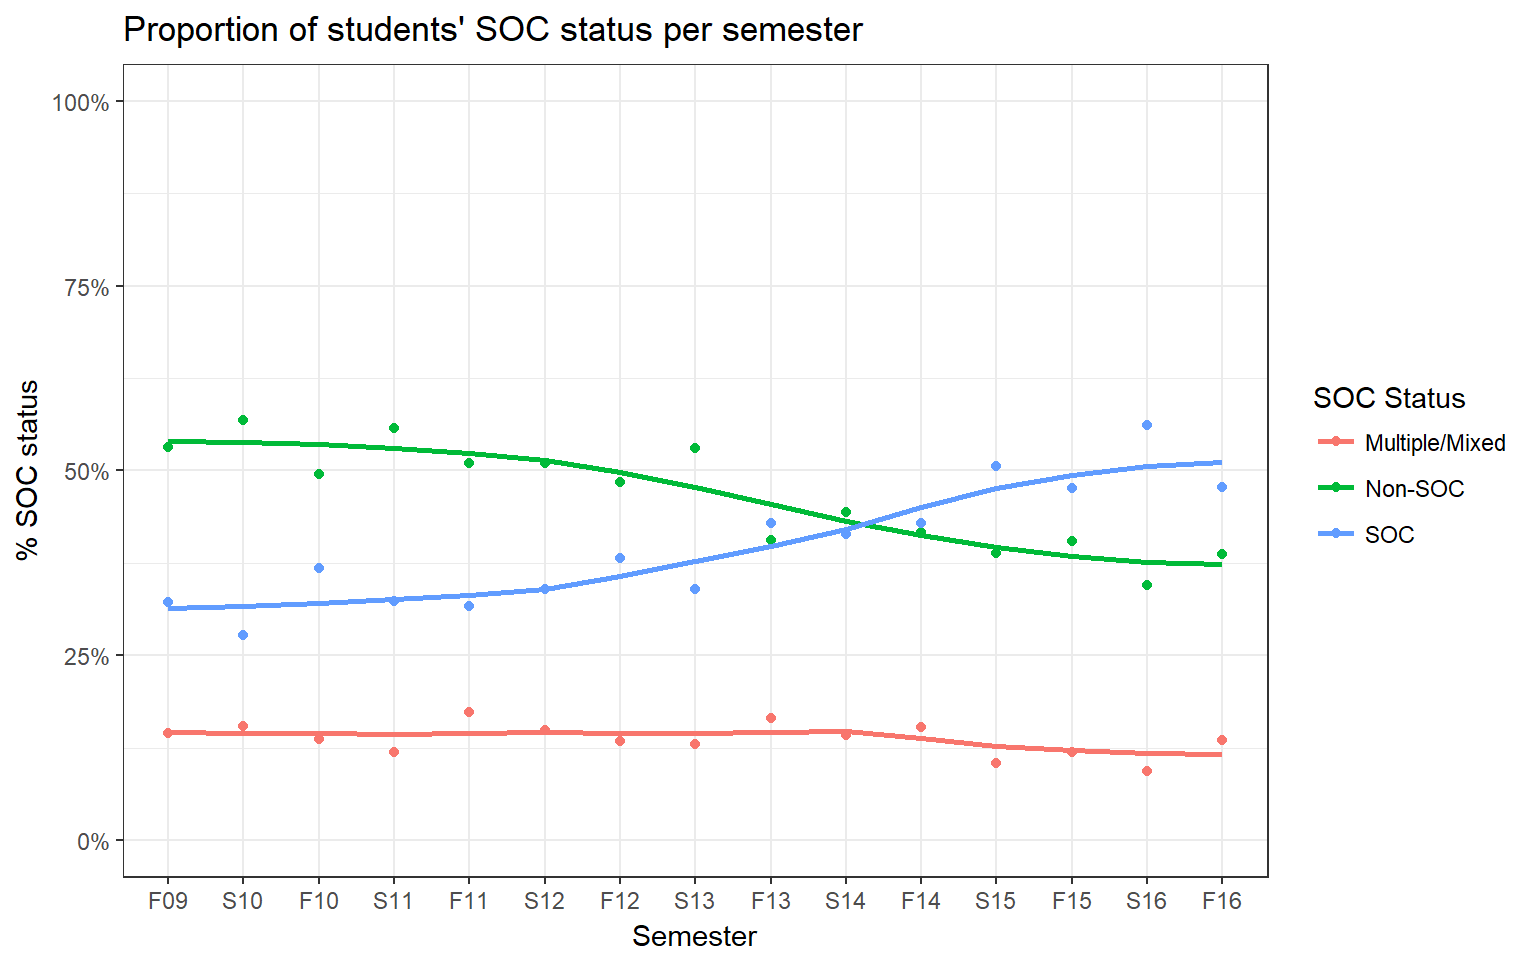 Proportion of students' SOC status per semester
100%
75%
50%
25%
0%
% SOC status
F09 S10 F10 S11 F11 S12 F12 S13 F13 S14 F14 S15 F15 S16 F16
Semester
SOC Status
Multiple/Mixed
Non-SOC
SOC